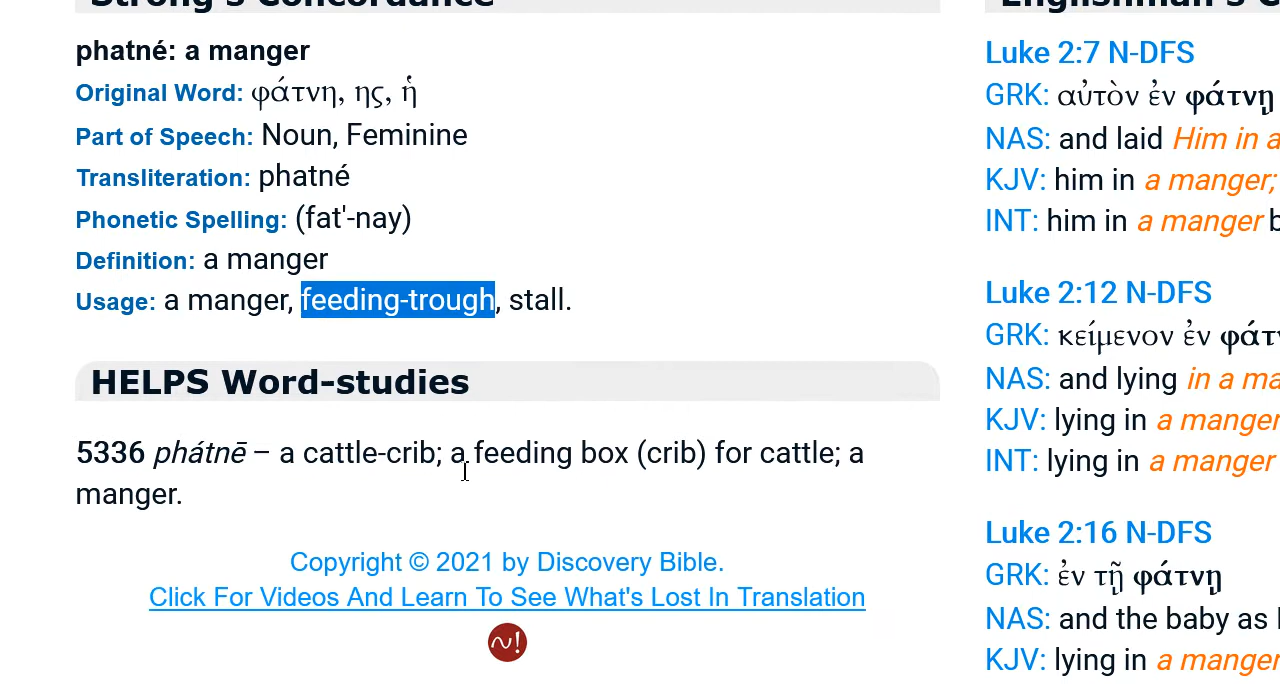 Strong's Concordance
phatné: a manger
Original Word: φάτνη, ης, ἡ
Part of Speech: Noun, Feminine
Transliteration: phatné
Phonetic Spelling: (fat'-nay)
Definition: a manger
Usage: a manger, feeding-trough, stall.
HELPS Word-studies
5336 phátnē – a cattle-crib; a feeding box (crib) for cattle; a
manger.
Copyright © 2021 by Discovery Bible.
Click For Videos And Learn To See What's Lost In Translation
Englishman's
Luke 2:7 N-DFS
GRK: αὐτὸν ἐν φάτνῃ
NAS: and laid Him in a
KJV: him in a manger;
INT: him in a manger
Luke 2:12 N-DFS
GRK: κείμενον ἐν
NAS: and lying in a
KJV: lying in a manger
INT: lying in a manger
Luke 2:16 N-DFS
GRK: ἐν τῇ φάτνῃ
NAS: and the baby as
KJV: lying in a manger